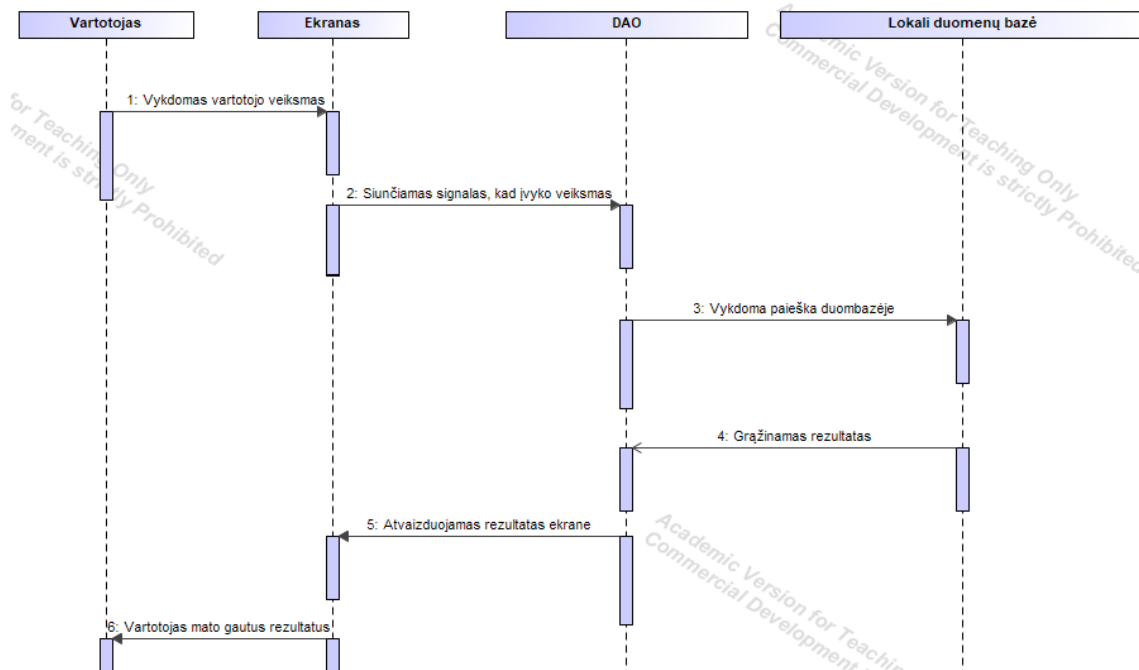 Vartotojas
Ekranas
DAO
Lokali duomenų bazė
Academic Version for Teaching Only
Commercial Development is strictly Prohibited
1: Vykdomas vartotojo veiksmas
for Teaching Only
ment is strictly Prohibited
2: Siunčiamas signalas, kad įvyko veiksmas
3: Vykdoma paieška duombazėje
4: Grąžinamas rezultatas
5: Atvaizduojamas rezultatas ekrane
Academic Version for Teaching
Commercial Development is
6: Vartotojas mato gautus rezultatus